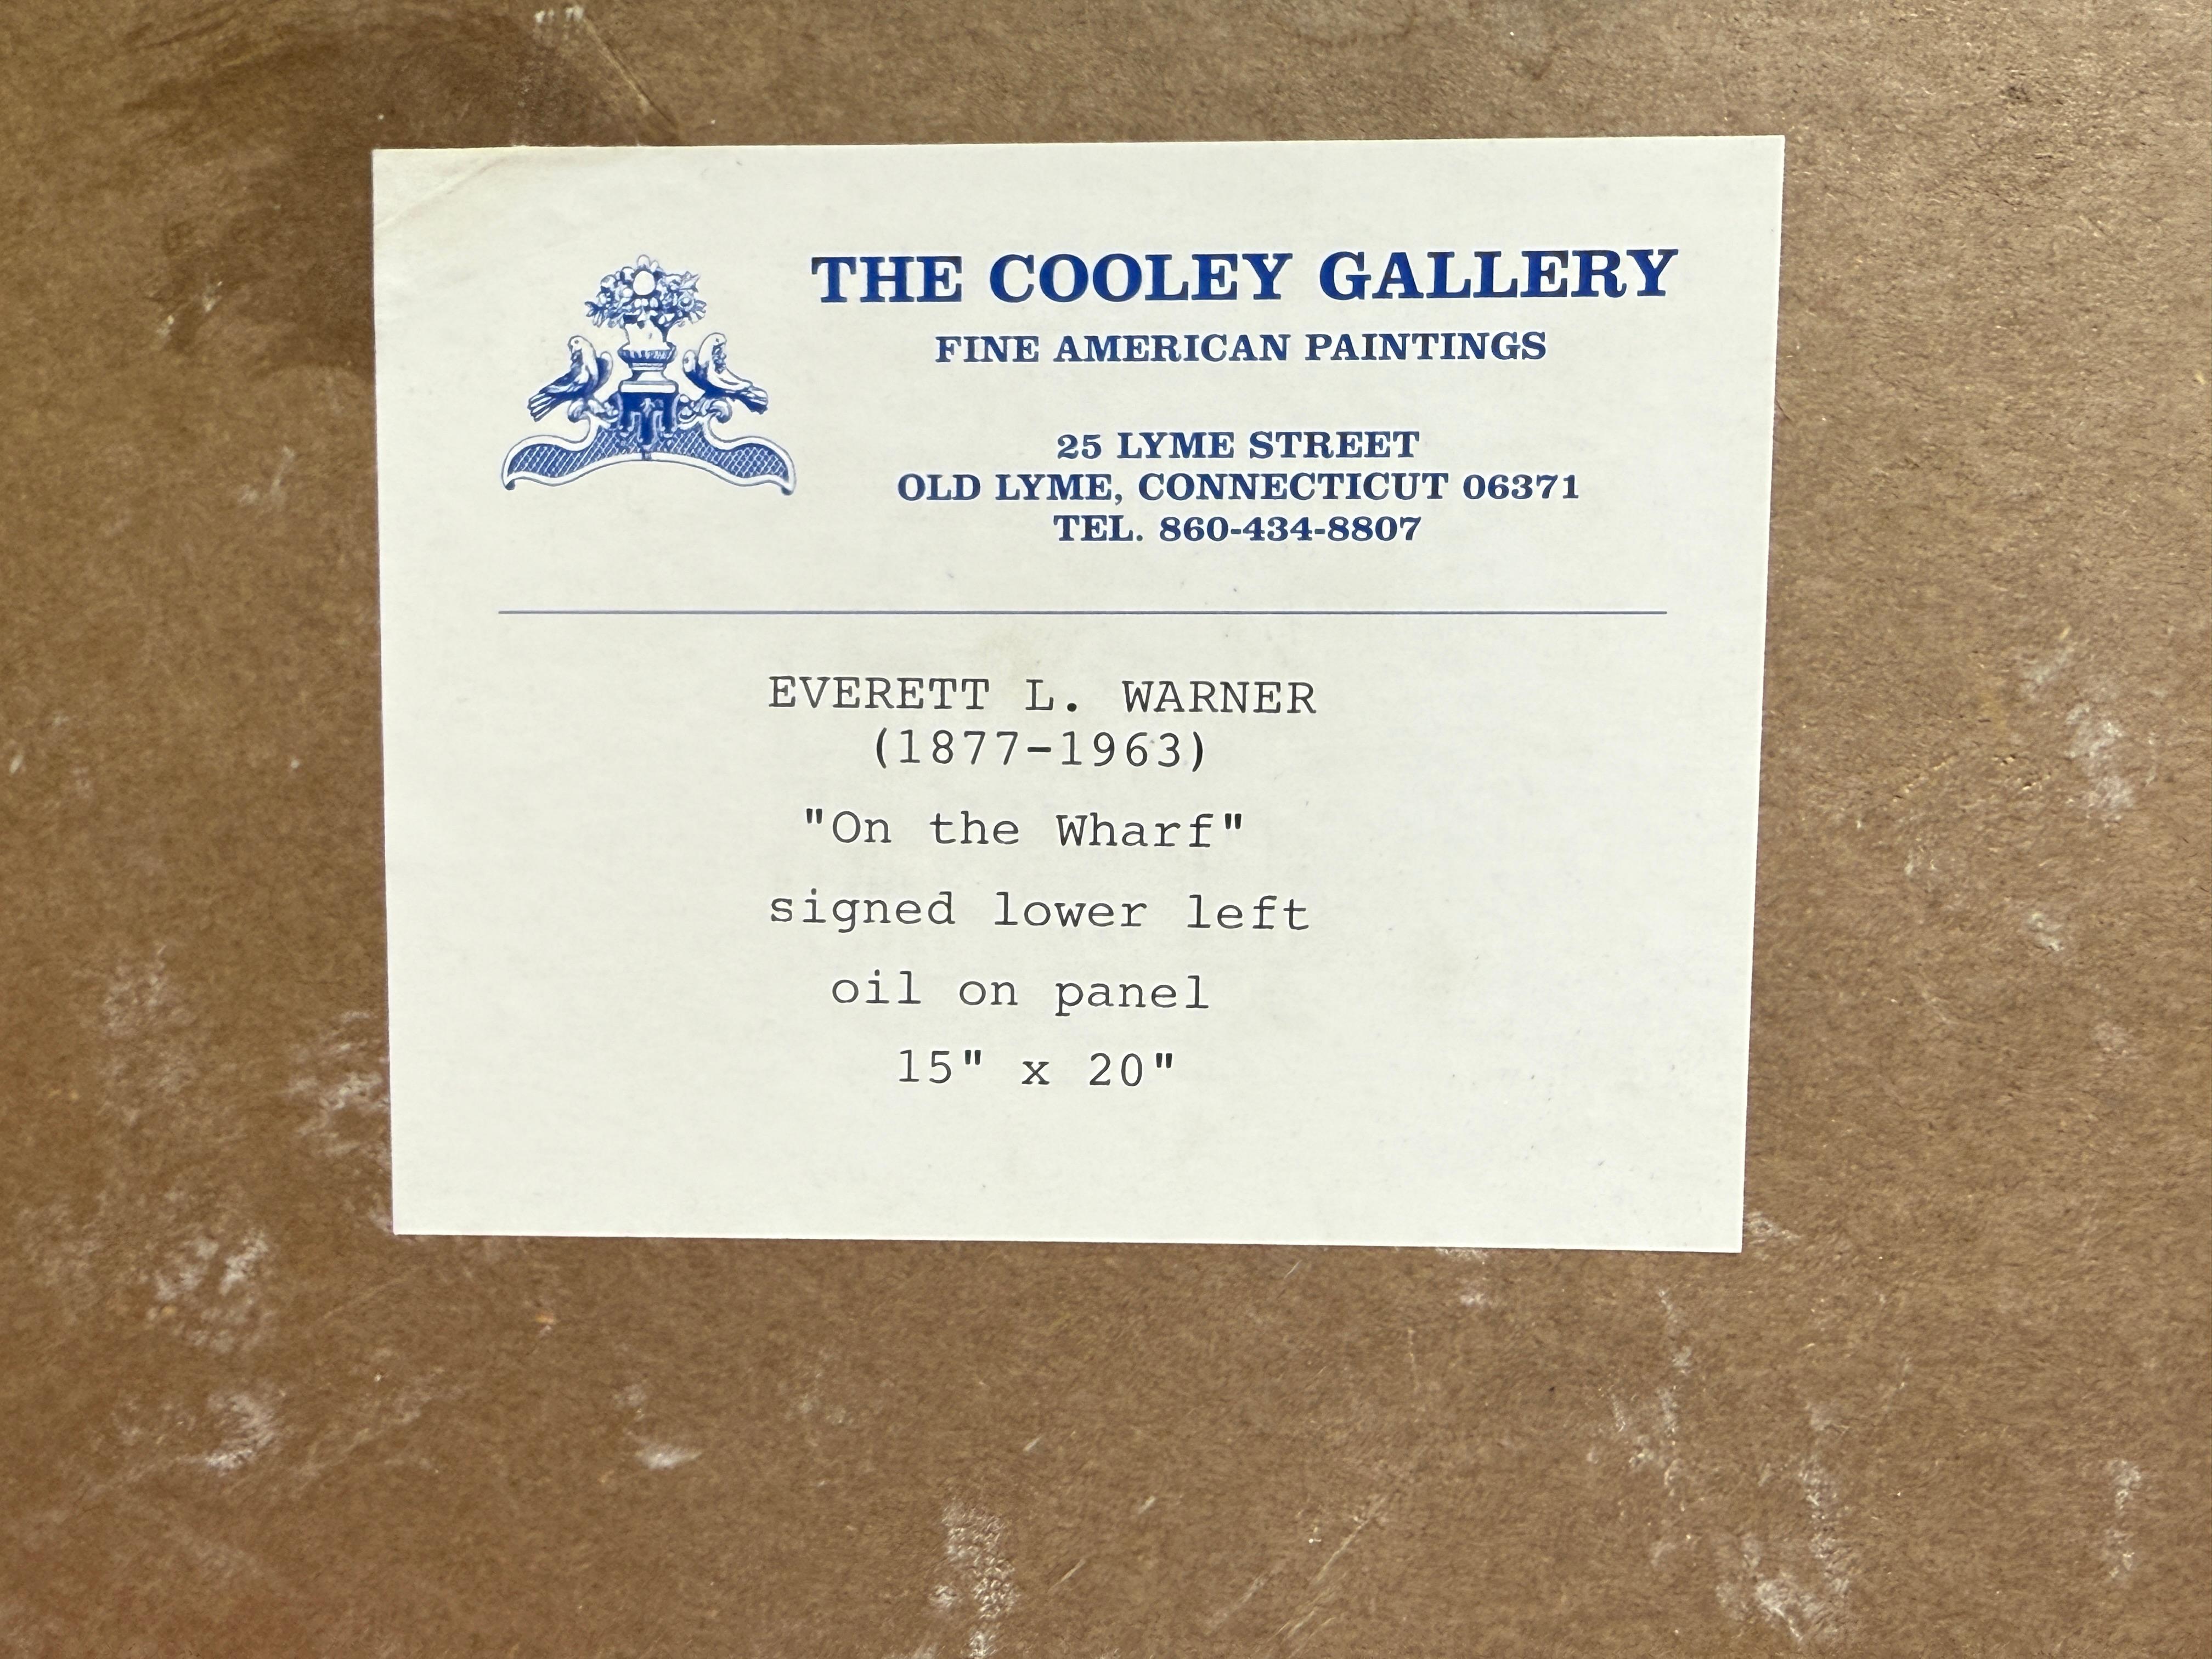 THE COOLEY GALLERY
FINE AMERICAN PAINTINGS
25 LYME STREET
OLD LYME, CONNECTICUT 06371
TEL. 860-434-8807
EVERETT L. WARNER
(1877-1963)
"On the Wharf"
signed lower left
oil on panel
15" x 20"